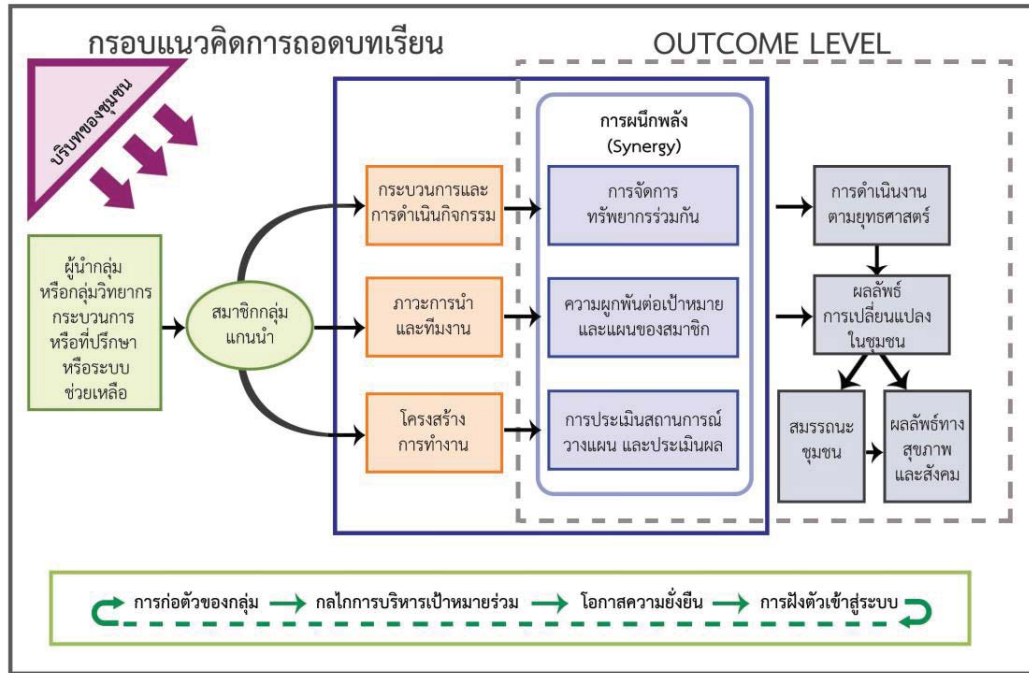 กรอบแนวคิดการถอดบทเรียน
OUTCOME LEVEL
บริบทของชุมชน
ผู้นำกลุ่ม
หรือกลุ่มวิทยากร
กระบวนการ
หรือที่ปรึกษา
หรือระบบ
ช่วยเหลือ
สมาชิกกลุ่ม
แกนนำ
กระบวนการและ
การดำเนินกิจกรรม
ภาวะการนำ
และทีมงาน
โครงสร้าง
การทำงาน
การผนึกพลัง
(Synergy)
การจัดการ
ทรัพยากรร่วมกัน
ความผูกพันต่อเป้าหมาย
และแผนของสมาชิก
การประเมินสถานการณ์
วางแผน และประเมินผล
การดำเนินงาน
ตามยุทธศาสตร์
ผลลัพธ์
การเปลี่ยนแปลง
ในชุมชน
สมรรถนะ
ชุมชน
ผลลัพธ์ทาง
สุขภาพ
และสังคม
การก่อตัวของกลุ่ม
กลไกการบริหารเป้าหมายร่วม
โอกาสความยั่งยืน
การฝังตัวเข้าสู่ระบบ